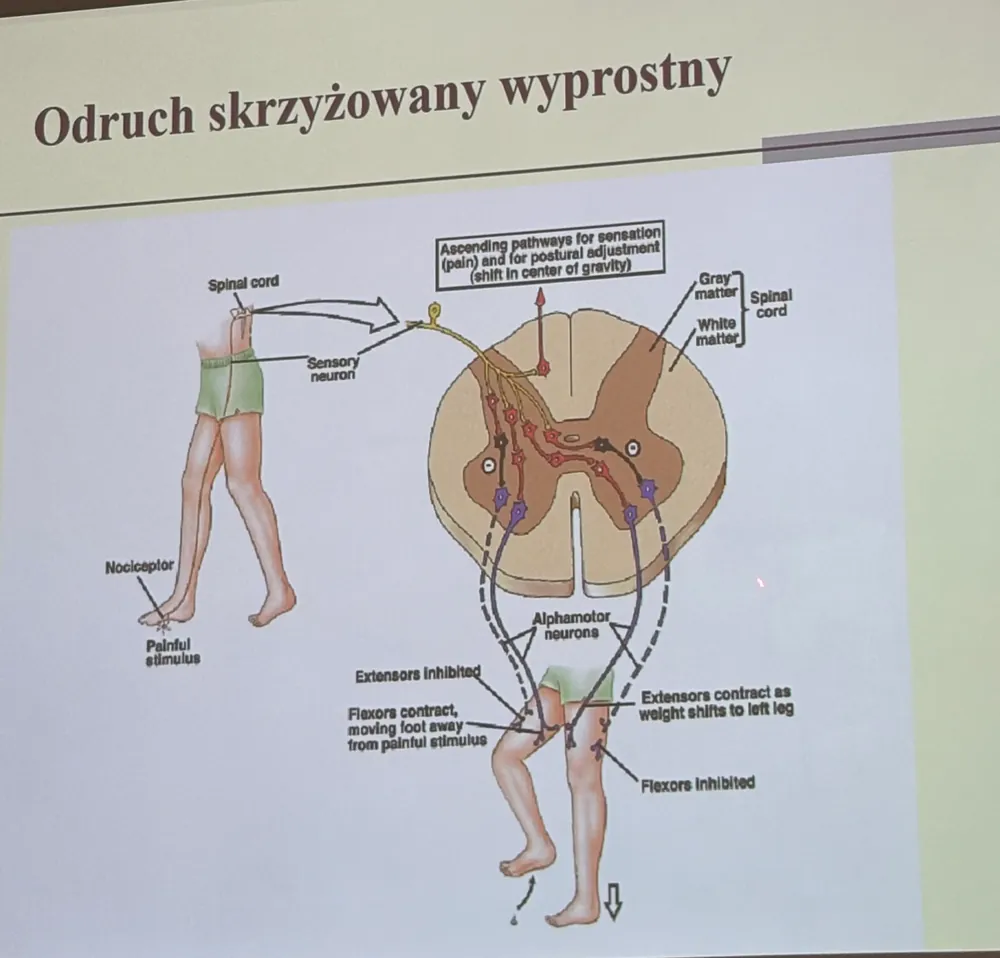 Odruch skrzyżowany wyprostny
Ascending pathways for sensation
(pain) and for postural adjustment
(shift in center of gravity)
Spinal cord
Gray
matter
White
matter
Spinal
cord
Sensory
neuron
Nociceptor
Painful
stimulus
Alphamotor
neurons
Extensors inhibited
Flexors contract,
moving foot away
from painful stimulus
Extensors contract as
weight shifts to left leg
Flexors inhibited